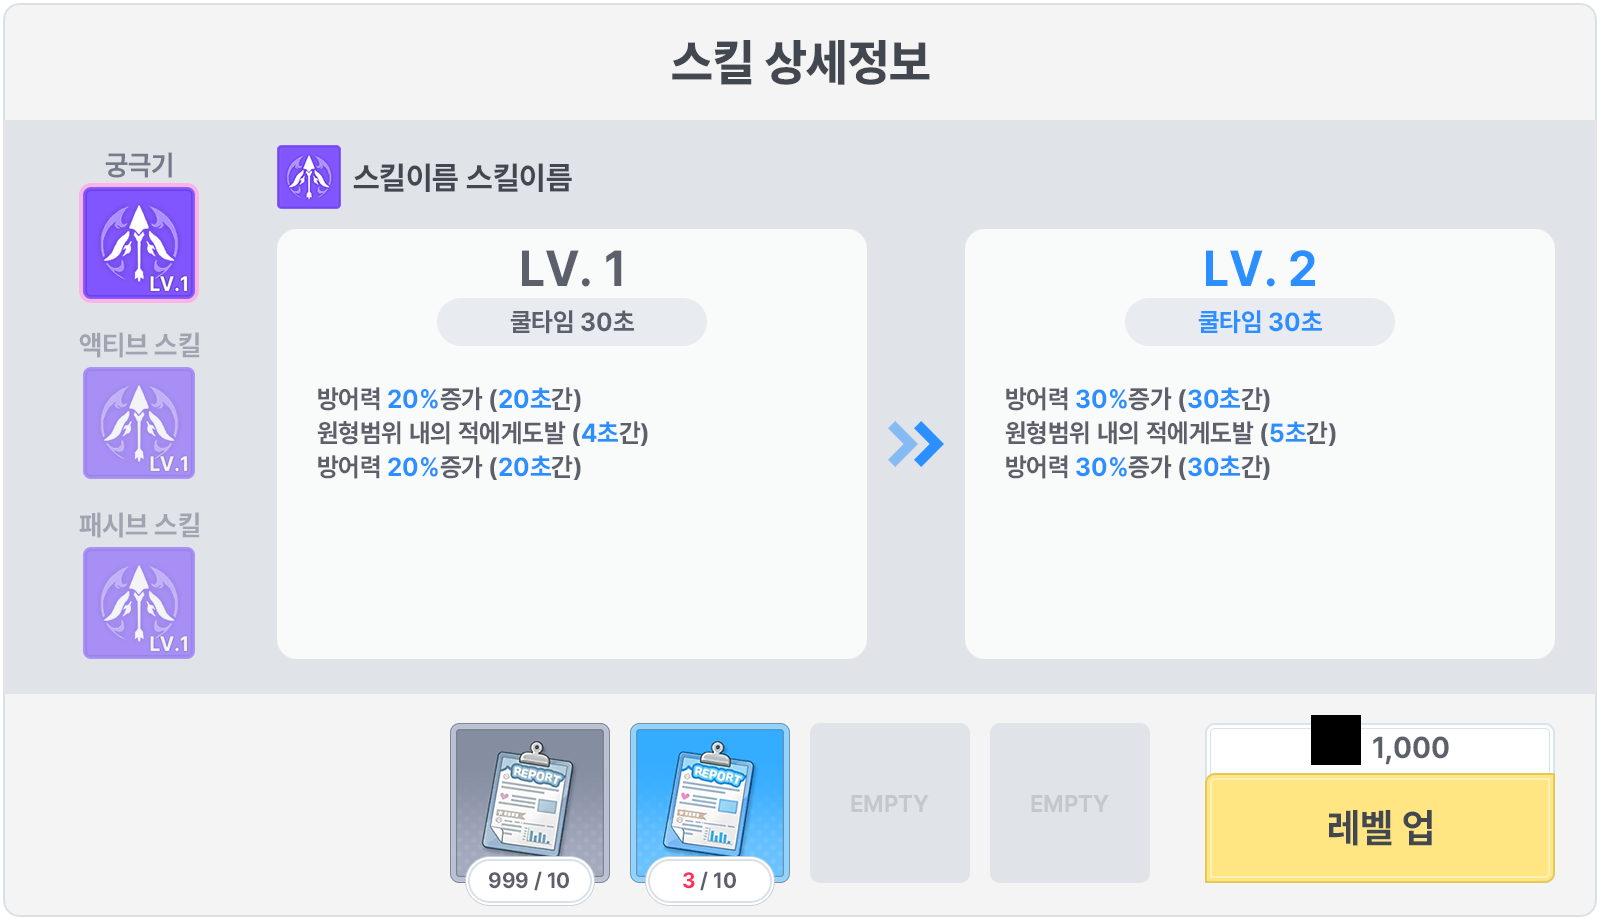 스킬 상세정보
궁극기
LV.1
액티브 스킬
LV.1
패시브 스킬
LV.1
스킬이름 스킬이름
LV. 1
쿨타임 30초
방어력 20%증가 (20초간)
원형범위 내의 적에게도발 (4초간)
방어력 20%증가 (20초간)
LV. 2
쿨타임 30초
방어력 30%증가 (30초간)
원형범위 내의 적에게도발 (5초간)
방어력 30%증가 (30초간)
REPORT
999 / 10
REPORT
3 / 10
EMPTY
EMPTY
1,000
레벨 업